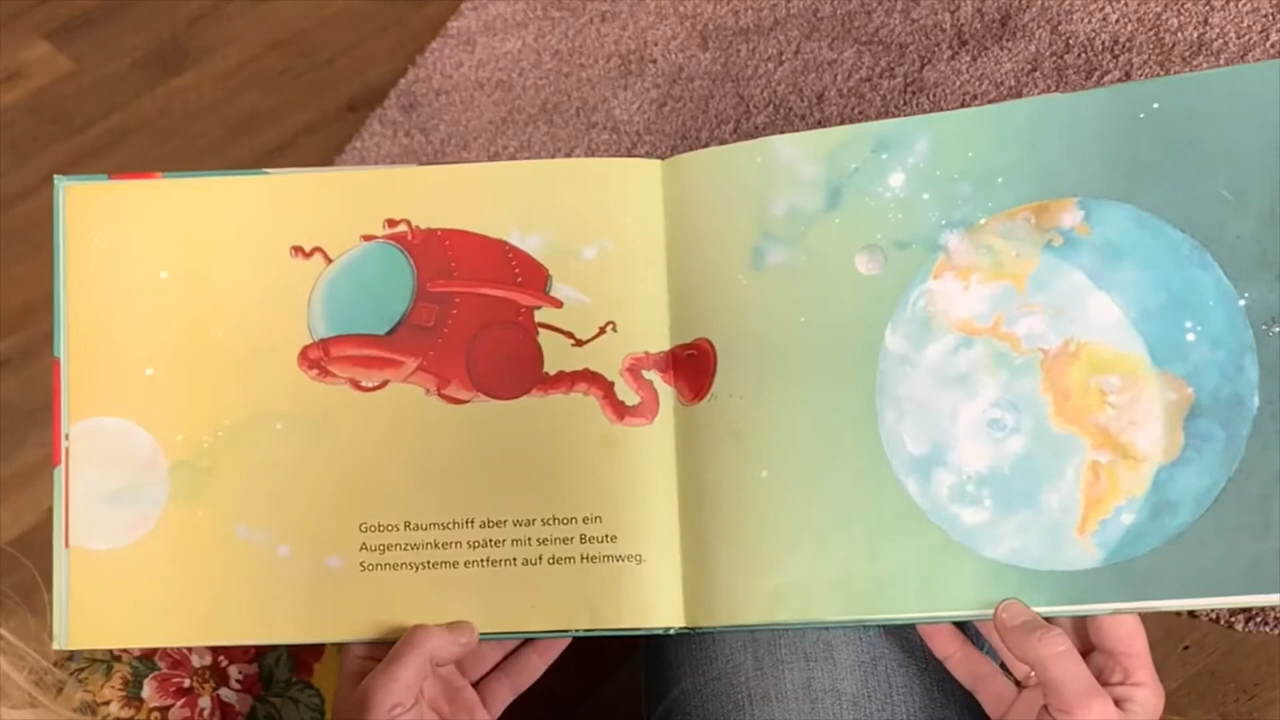 Gobos Raumschiff aber war schon ein
Augenzwinkern später mit seiner Beute
Sonnensysteme entfernt auf dem Heimweg.